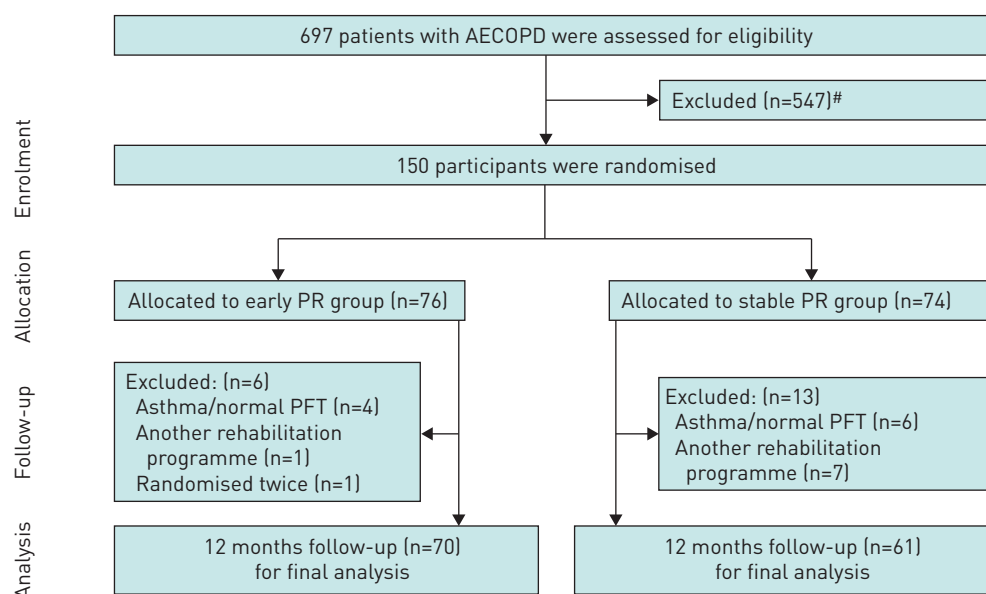 697 patients with AECOPD were assessed for eligibility
Excluded (n=547)#
Enrolment
150 participants were randomised
Allocation
Allocated to early PR group (n=76)
Allocated to stable PR group (n=74)
Follow-up
Excluded: (n=6)
Asthma/normal PFT (n=4)
Another rehabilitation
programme (n=1)
Randomised twice (n=1)
Excluded: (n=13)
Asthma/normal PFT (n=6)
Another rehabilitation
programme (n=7)
Analysis
12 months follow-up (n=70)
for final analysis
12 months follow-up (n=61)
for final analysis